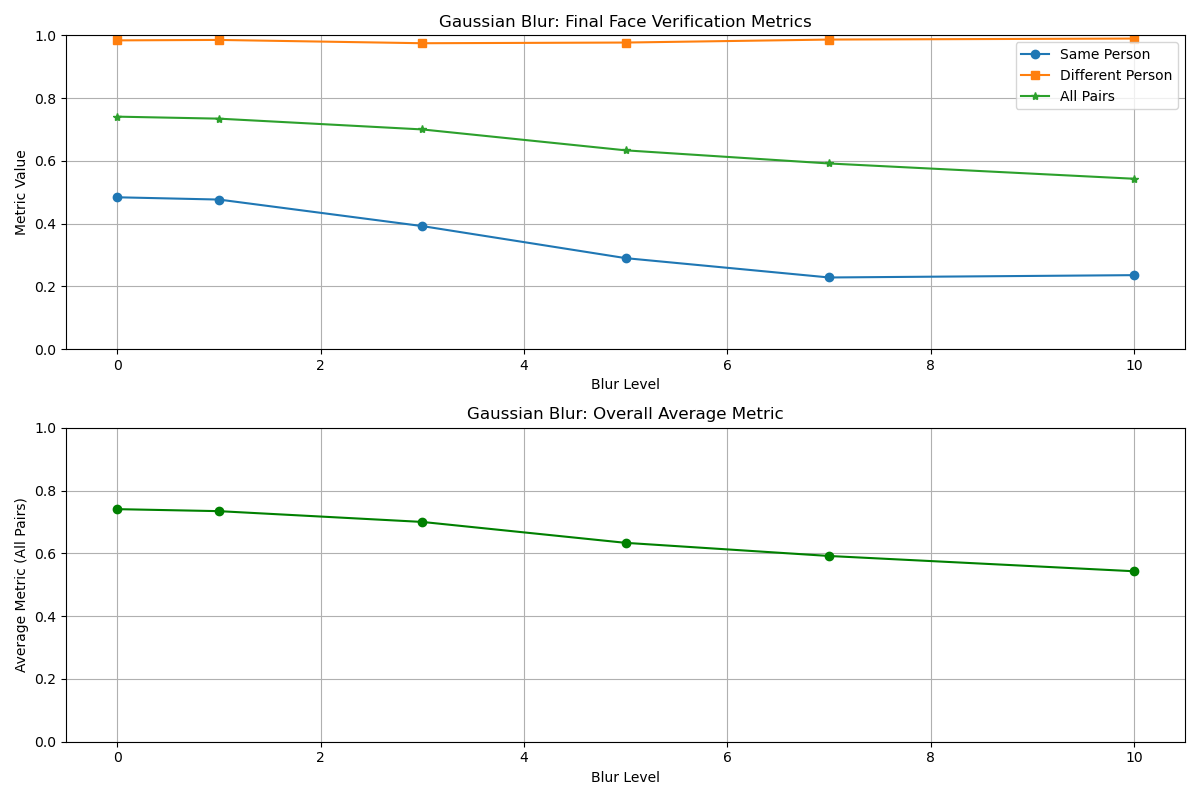 Gaussian Blur: Final Face Verification Metrics
1.0
0.8
0.6
0.4
0.2
0.0
Metric Value
Same Person
Different Person
All Pairs
0 2 4 6 8 10
Blur Level
Gaussian Blur: Overall Average Metric
1.0
0.8
0.6
0.4
0.2
0.0
Average Metric (All Pairs)
0 2 4 6 8 10
Blur Level